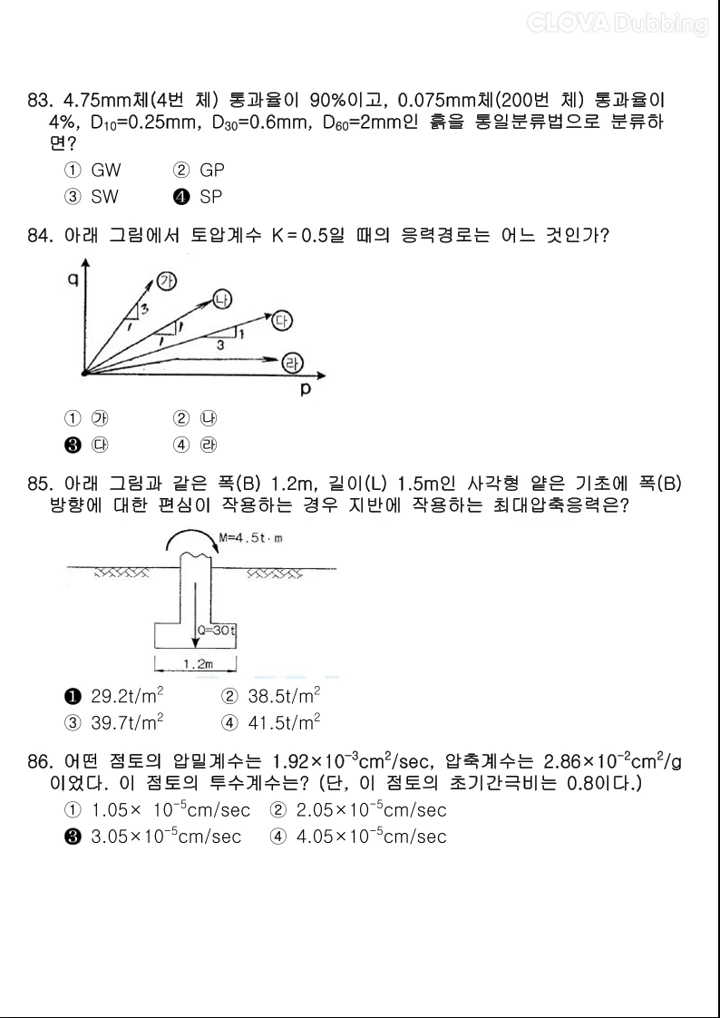 CLOVA Dubbing
83. 4.75mm체(4번 체) 통과율이 90%이고, 0.075mm체(200번 체) 통과율이
4%, D10=0.25mm, D30=0.6mm, D60=2mm인 흙을 통일분류법으로 분류하
면?
① GW ② GP
③ SW ❹ SP
84. 아래 그림에서 토압계수 K=0.5일 때의 응력경로는 어느 것인가?
q
㉮
3
1
㉯
1
1
㉰
1
3
㉱
p
① ㉮ ② ㉯
❸ ㉰ ④ ㉱
85. 아래 그림과 같은 폭(B) 1.2m, 길이(L) 1.5m인 사각형 얕은 기초에 폭(B)
방향에 대한 편심이 작용하는 경우 지반에 작용하는 최대압축응력은?
M=4.5t·m
Q=30t
1.2m
❶ 29.2t/m² ② 38.5t/m²
③ 39.7t/m² ④ 41.5t/m²
86. 어떤 점토의 압밀계수는 1.92×10⁻³cm²/sec, 압축계수는 2.86×10⁻²cm²/g
이었다. 이 점토의 투수계수는? (단, 이 점토의 초기간극비는 0.8이다.)
① 1.05× 10⁻⁵cm/sec ② 2.05×10⁻⁵cm/sec
❸ 3.05×10⁻⁵cm/sec ④ 4.05×10⁻⁵cm/sec